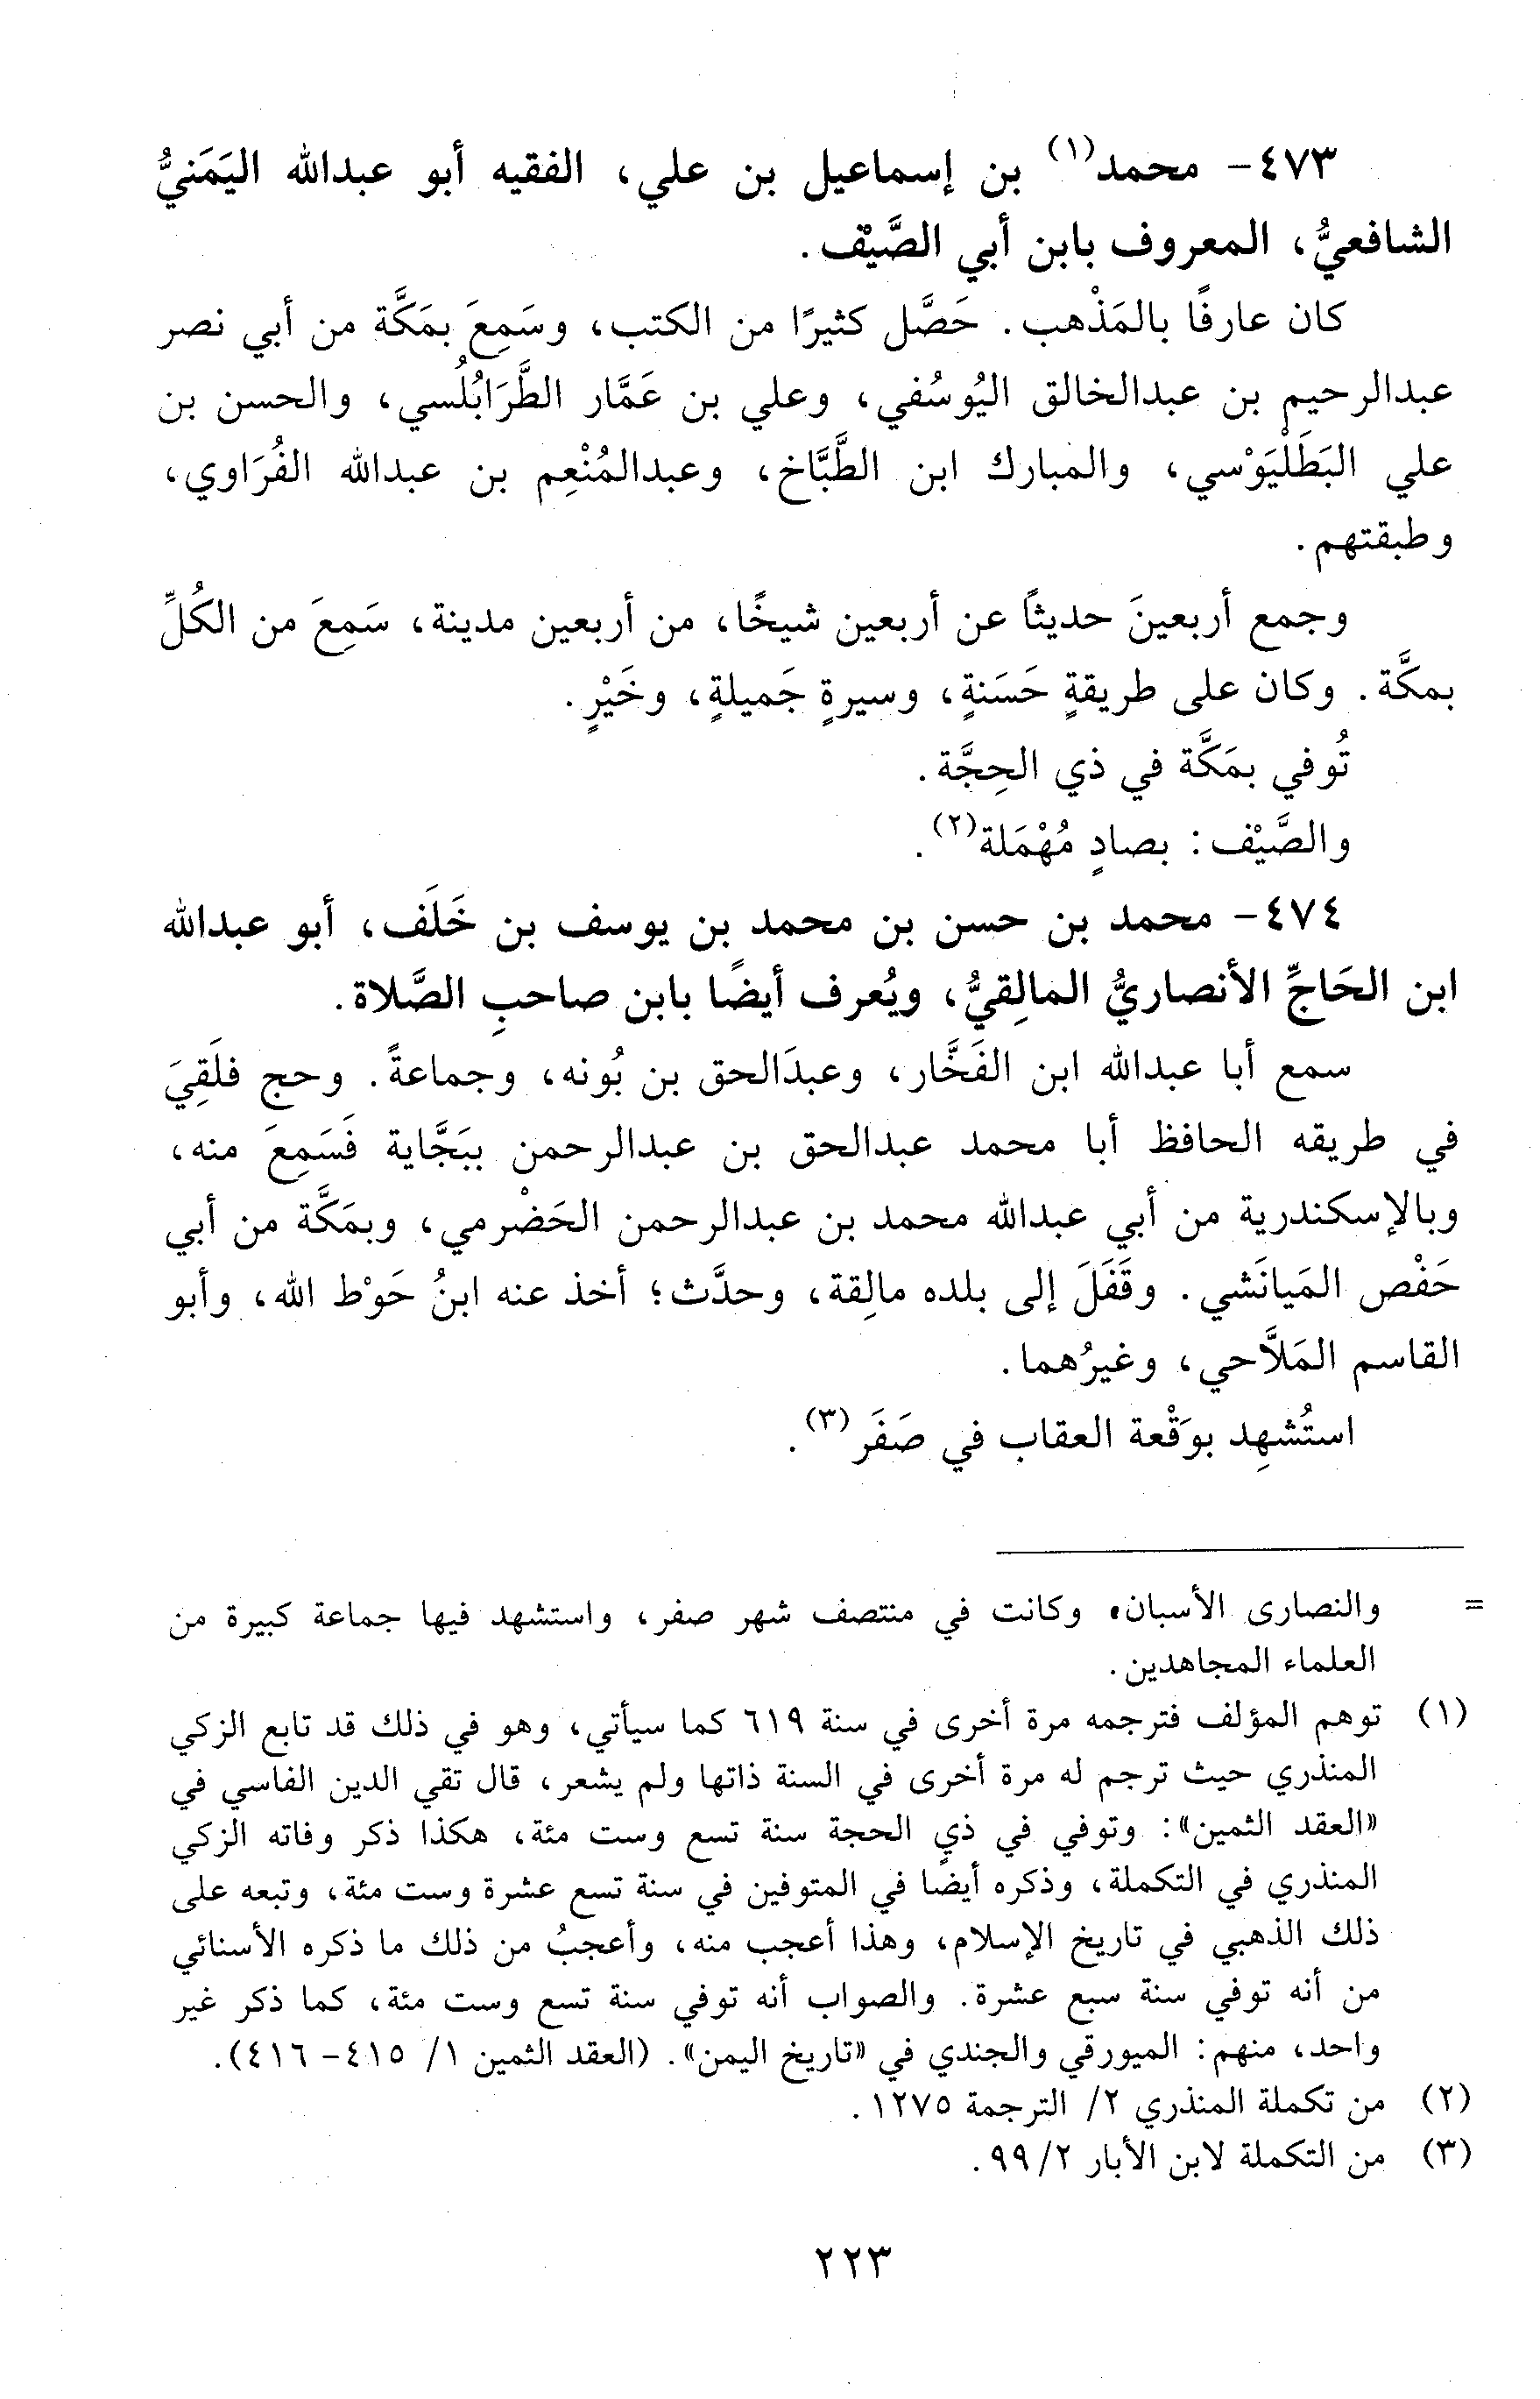 ٤٧٣- محمد(١) بن إسماعيل بن علي، الفقيه أبو عبدالله اليَمَنيُّ
الشافعيُّ، المعروف بابن أبي الصَّيْف.
كان عارفًا بالمَذْهب. حَصَّل كثيرًا من الكتب، وسَمِعَ بمَكَّة من أبي نصر
عبدالرحيم بن عبدالخالق اليُوسُفي، وعلي بن عَمَّار الطَّرَابُلُسي، والحسن بن
علي البَطَلْيَوْسي، والمبارك ابن الطَّبَّاخ، وعبدالمُنْعِم بن عبدالله الفُرَاوي،
وطبقتهم.
وجمع أربعينَ حديثًا عن أربعين شيخًا، من أربعين مدينة، سَمِعَ من الكُلِّ
بمكَّة. وكان على طريقةٍ حَسَنةٍ، وسيرةٍ جَميلةٍ، وخَيْرٍ.
تُوفي بمَكَّة في ذي الحِجَّة.
والصَّيْف: بصادٍ مُهْمَلة(٢).
٤٧٤- محمد بن حسن بن محمد بن يوسف بن خَلَف، أبو عبدالله
ابن الحَاجِّ الأنصاريُّ المالِقيُّ، ويُعرف أيضًا بابن صاحبِ الصَّلاة.
سمع أبا عبدالله ابن الفَخَّار، وعبدَالحق بن بُونه، وجماعةً. وحج فلَقِيَ
في طريقه الحافظ أبا محمد عبدالحق بن عبدالرحمن ببَجَّاية فَسَمِعَ منه،
وبالإسكندرية من أبي عبدالله محمد بن عبدالرحمن الحَضْرمي، وبمَكَّة من أبي
حَفْص المَيانَشي. وقَفَلَ إلى بلده مالِقة، وحدَّث؛ أخذ عنه ابنُ حَوْط الله، وأبو
القاسم المَلاَّحي، وغيرُهما.
استُشهِد بوَقْعة العقاب في صَفَر(٣).
= والنصارى الأسبان، وكانت في منتصف شهر صفر، واستشهد فيها جماعة كبيرة من
العلماء المجاهدين.
(١) توهم المؤلف فترجمه مرة أخرى في سنة ٦١٩ كما سيأتي، وهو في ذلك قد تابع الزكي
المنذري حيث ترجم له مرة أخرى في السنة ذاتها ولم يشعر، قال تقي الدين الفاسي في
«العقد الثمين»: وتوفي في ذي الحجة سنة تسع وست مئة، هكذا ذكر وفاته الزكي
المنذري في التكملة، وذكره أيضًا في المتوفين في سنة تسع عشرة وست مئة، وتبعه على
ذلك الذهبي في تاريخ الإسلام، وهذا أعجب منه، وأعجبُ من ذلك ما ذكره الأسنائي
من أنه توفي سنة سبع عشرة. والصواب أنه توفي سنة تسع وست مئة، كما ذكر غير
واحد، منهم: الميورقي والجندي في «تاريخ اليمن». (العقد الثمين ١/ ٤١٥- ٤١٦).
(٢) من تكملة المنذري ٢/ الترجمة ١٢٧٥.
(٣) من التكملة لابن الأبار ٢/ ٩٩.
٢٢٣